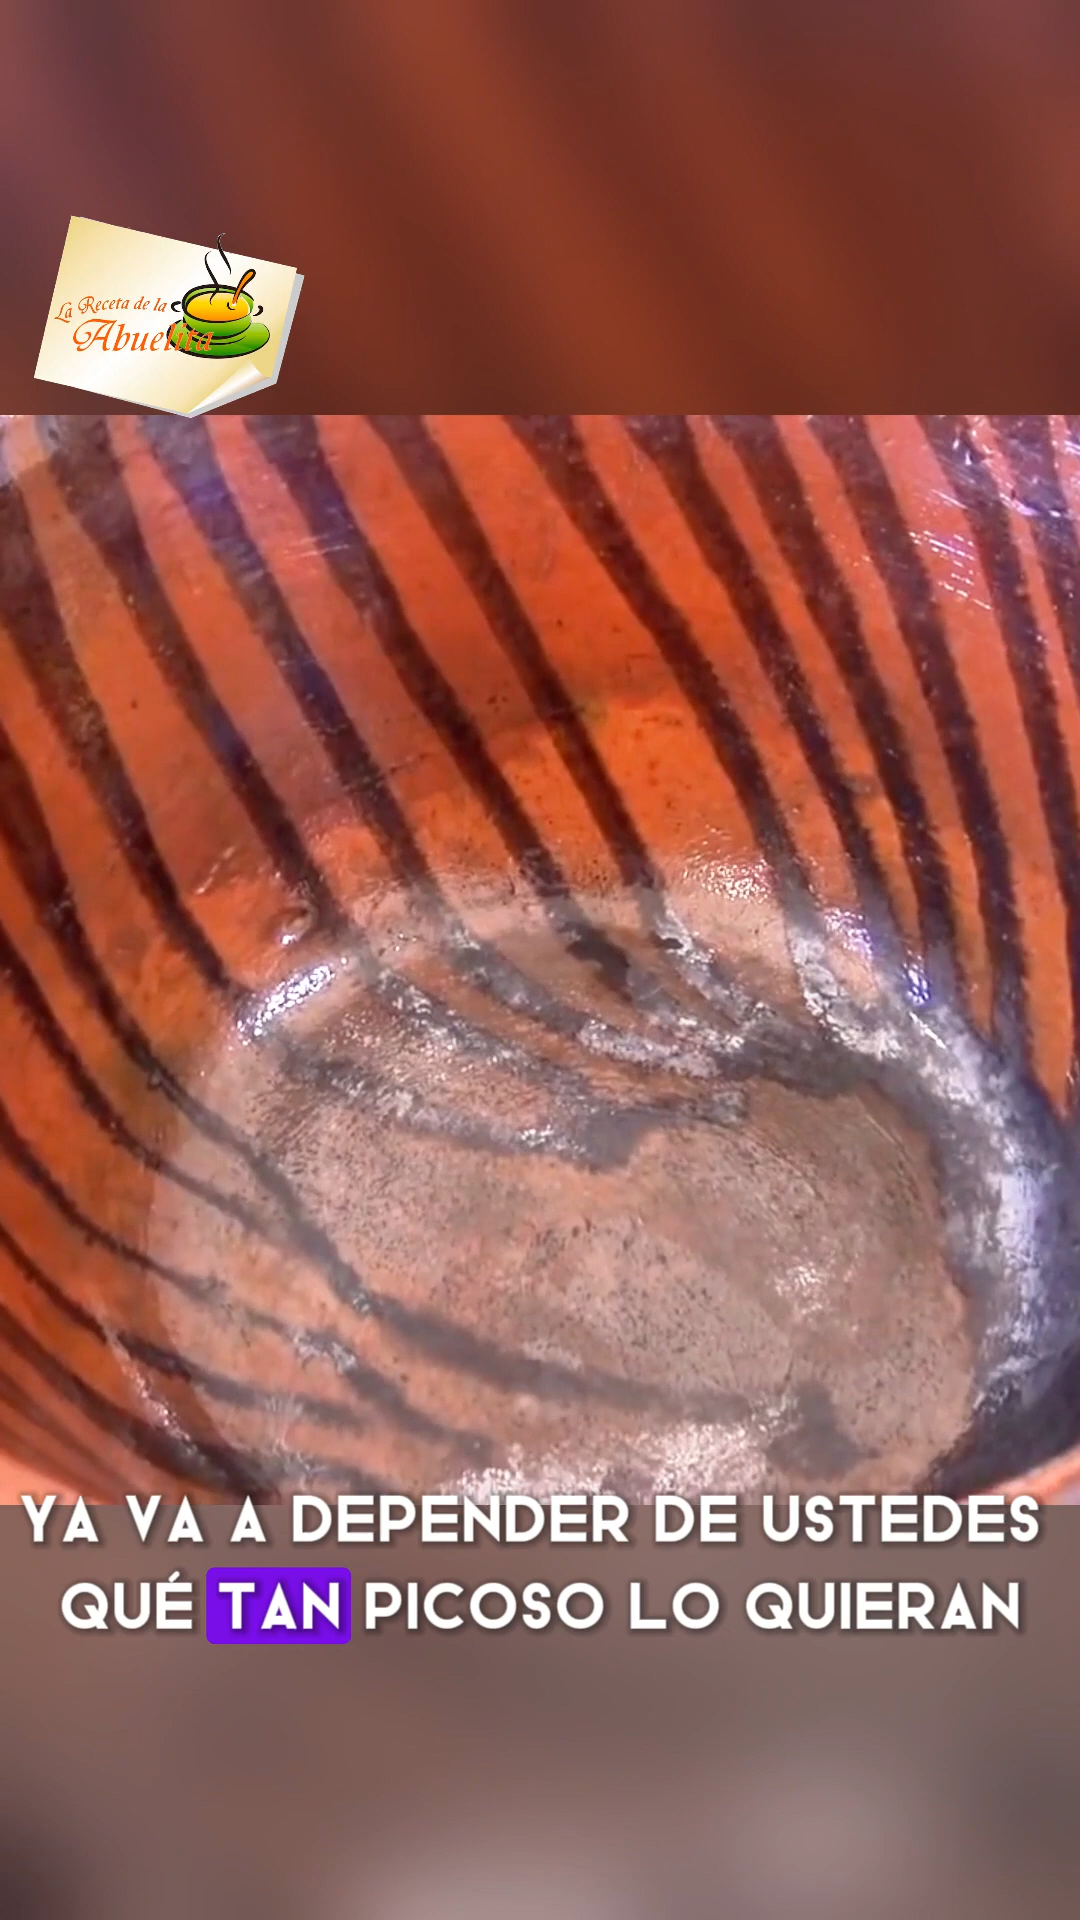 La Receta de la
Abuelita
YA VA A DEPENDER DE USTEDES
QUÉ TAN PICOSO LO QUIERAN